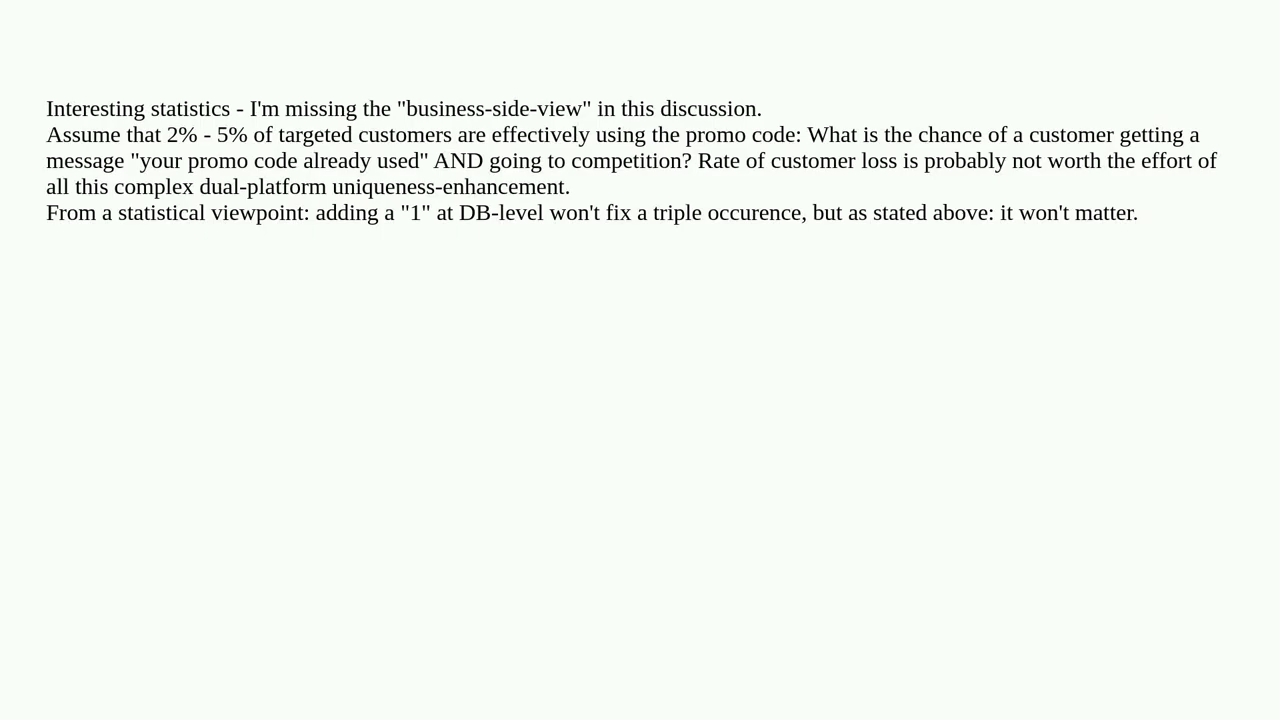 Interesting statistics - I'm missing the "business-side-view" in this discussion.
Assume that 2% - 5% of targeted customers are effectively using the promo code: What is the chance of a customer getting a
message "your promo code already used" AND going to competition? Rate of customer loss is probably not worth the effort of
all this complex dual-platform uniqueness-enhancement.
From a statistical viewpoint: adding a "1" at DB-level won't fix a triple occurence, but as stated above: it won't matter.